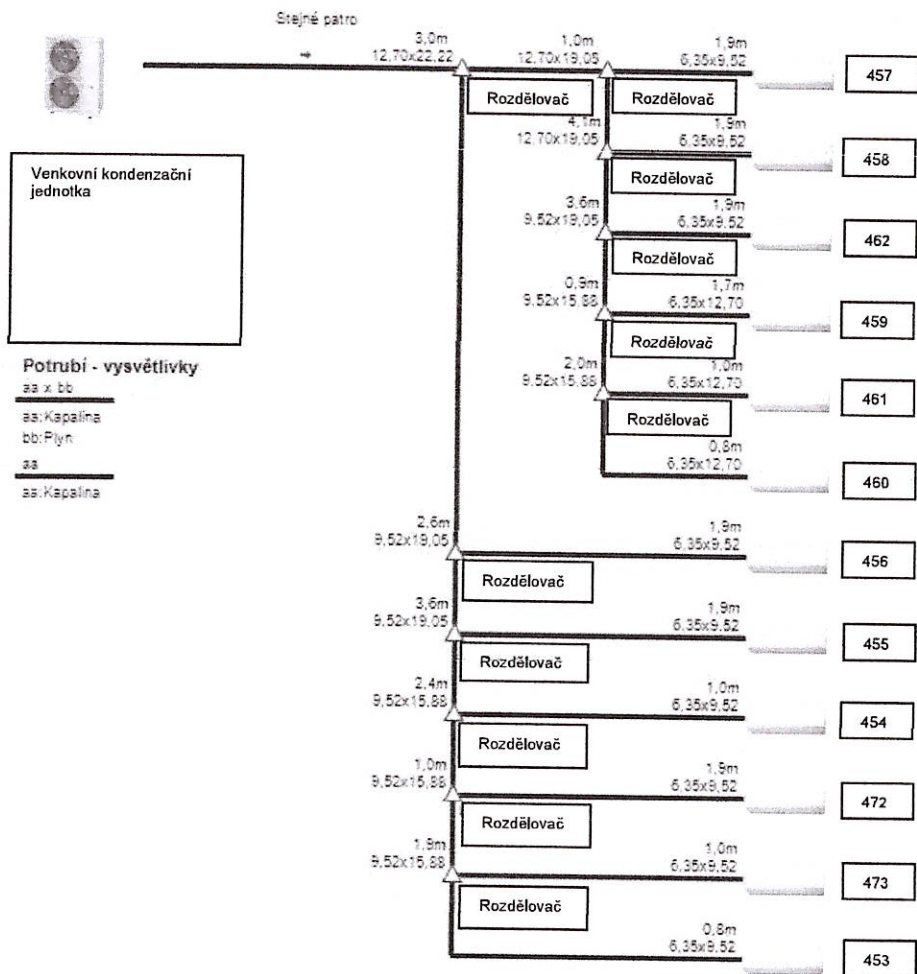 Stejné patro
3,0m
12,70x22,22
1,0m
12,70x19,05
1,9m
6,35x9,52
457
Rozdělovač
Rozdělovač
4,1m
12,70x19,05
1,9m
6,35x9,52
458
Rozdělovač
Venkovní kondenzační
jednotka
3,6m
9,52x19,05
1,9m
6,35x9,52
462
Rozdělovač
0,9m
9,52x15,88
1,7m
6,35x12,70
459
Rozdělovač
Potrubí - vysvětlivky
aa x bb
aa:Kapalina
bb:Plyn
aa
aa:Kapalina
2,0m
9,52x15,88
1,0m
6,35x12,70
461
Rozdělovač
0,8m
6,35x12,70
460
2,6m
9,52x19,05
1,9m
6,35x9,52
456
Rozdělovač
3,6m
9,52x19,05
1,9m
6,35x9,52
455
Rozdělovač
2,4m
9,52x15,88
1,0m
6,35x9,52
454
Rozdělovač
1,0m
9,52x15,88
1,9m
6,35x9,52
472
Rozdělovač
1,9m
9,52x15,88
1,0m
6,35x9,52
473
Rozdělovač
0,8m
6,35x9,52
453